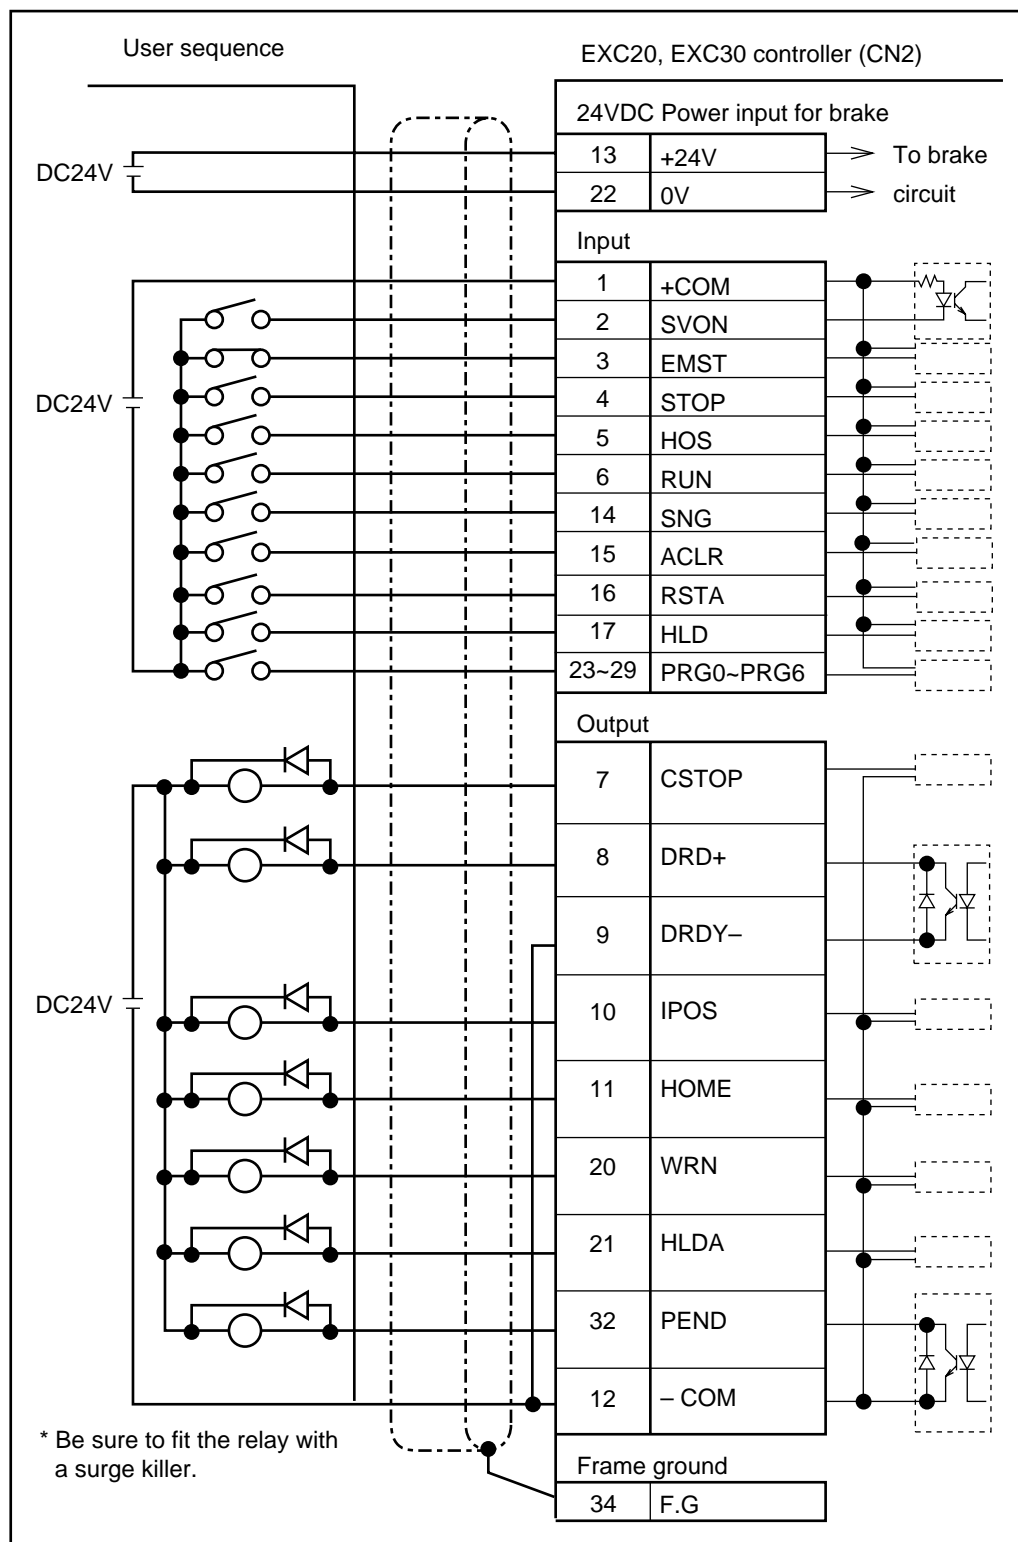 User sequence
EXC20, EXC30 controller (CN2)
24VDC Power input for brake
13 +24V To brake
DC24V
22 0V circuit
Input
1 +COM
2 SVON
3 EMST
DC24V
4 STOP
5 HOS
6 RUN
14 SNG
15 ACLR
16 RSTA
17 HLD
23~29 PRG0~PRG6
Output
7 CSTOP
8 DRD+
9 DRDY–
DC24V
10 IPOS
11 HOME
20 WRN
21 HLDA
32 PEND
12 – COM
* Be sure to fit the relay with
a surge killer.
Frame ground
34 F.G